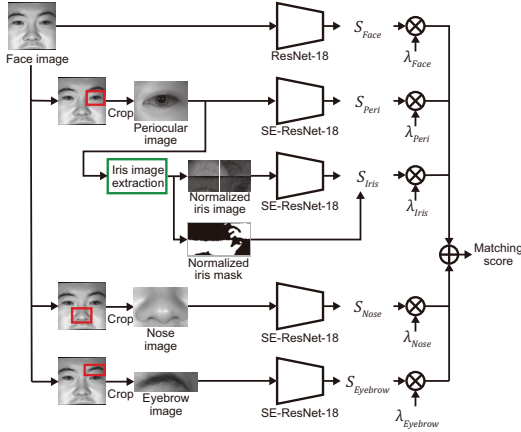 Face image
ResNet-18
S_Face
λ_Face
Crop
Periocular
image
SE-ResNet-18
S_Peri
λ_Peri
Iris image
extraction
Normalized
iris image
SE-ResNet-18
S_Iris
λ_Iris
Normalized
iris mask
Matching
score
Crop
Nose
image
SE-ResNet-18
S_Nose
λ_Nose
Crop
Eyebrow
image
SE-ResNet-18
S_Eyebrow
λ_Eyebrow